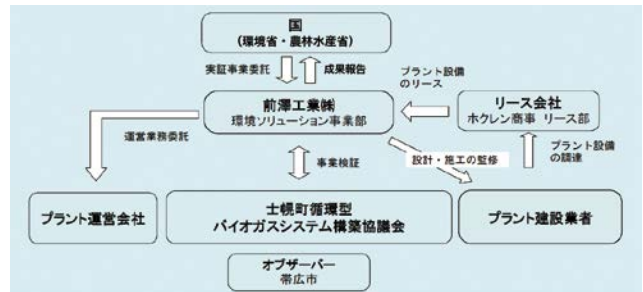 国
(環境省・農林水産省)
実証事業委託
成果報告
プラント設備
のリース
前澤工業㈱
環境ソリューション事業部
リース会社
ホクレン商事 リース部
運営業務委託
事業検証
設計・施工の監修
プラント設備
の調達
プラント運営会社
士幌町循環型
バイオガスシステム構築協議会
プラント建設業者
オブザーバー
帯広市